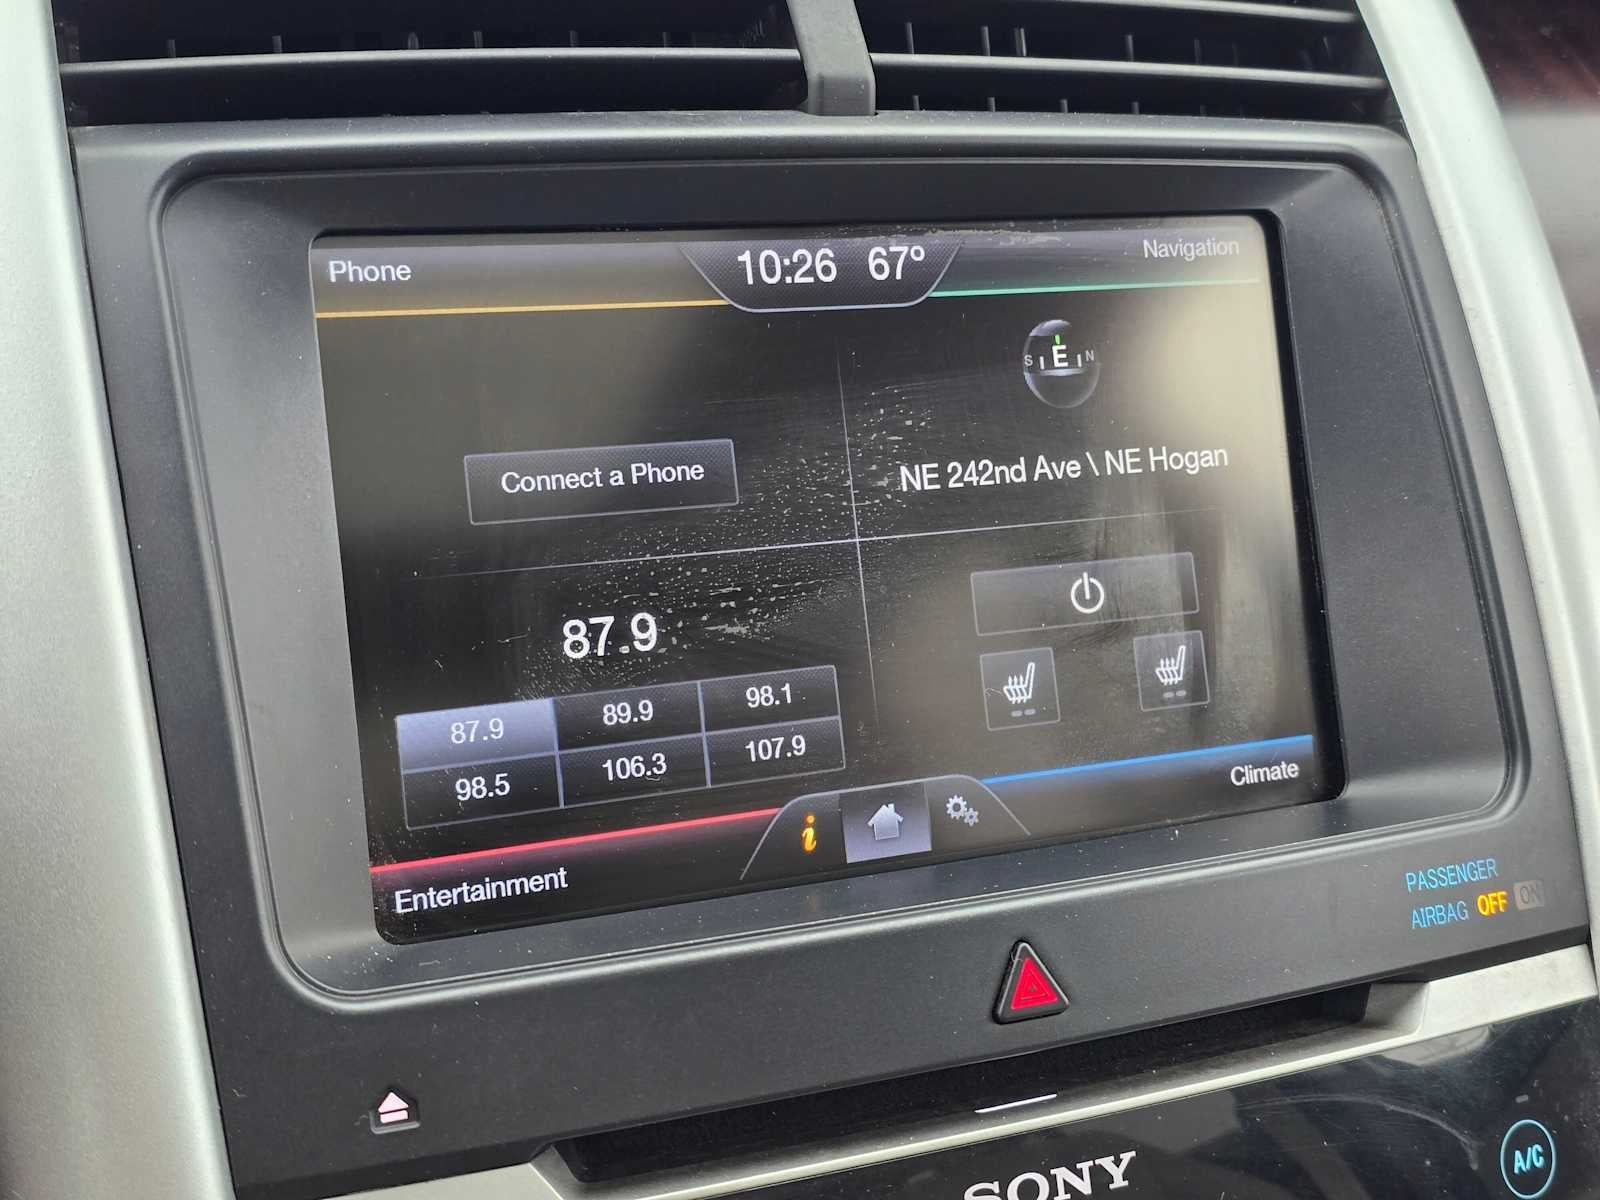 Phone
10:26 67º
Navigation
S E N
Connect a Phone
NE 242nd Ave \ NE Hogan
87.9
87.9 89.9 98.1
98.5 106.3 107.9
i
Climate
Entertainment
PASSENGER
AIRBAG OFF ON
SONY
A/C